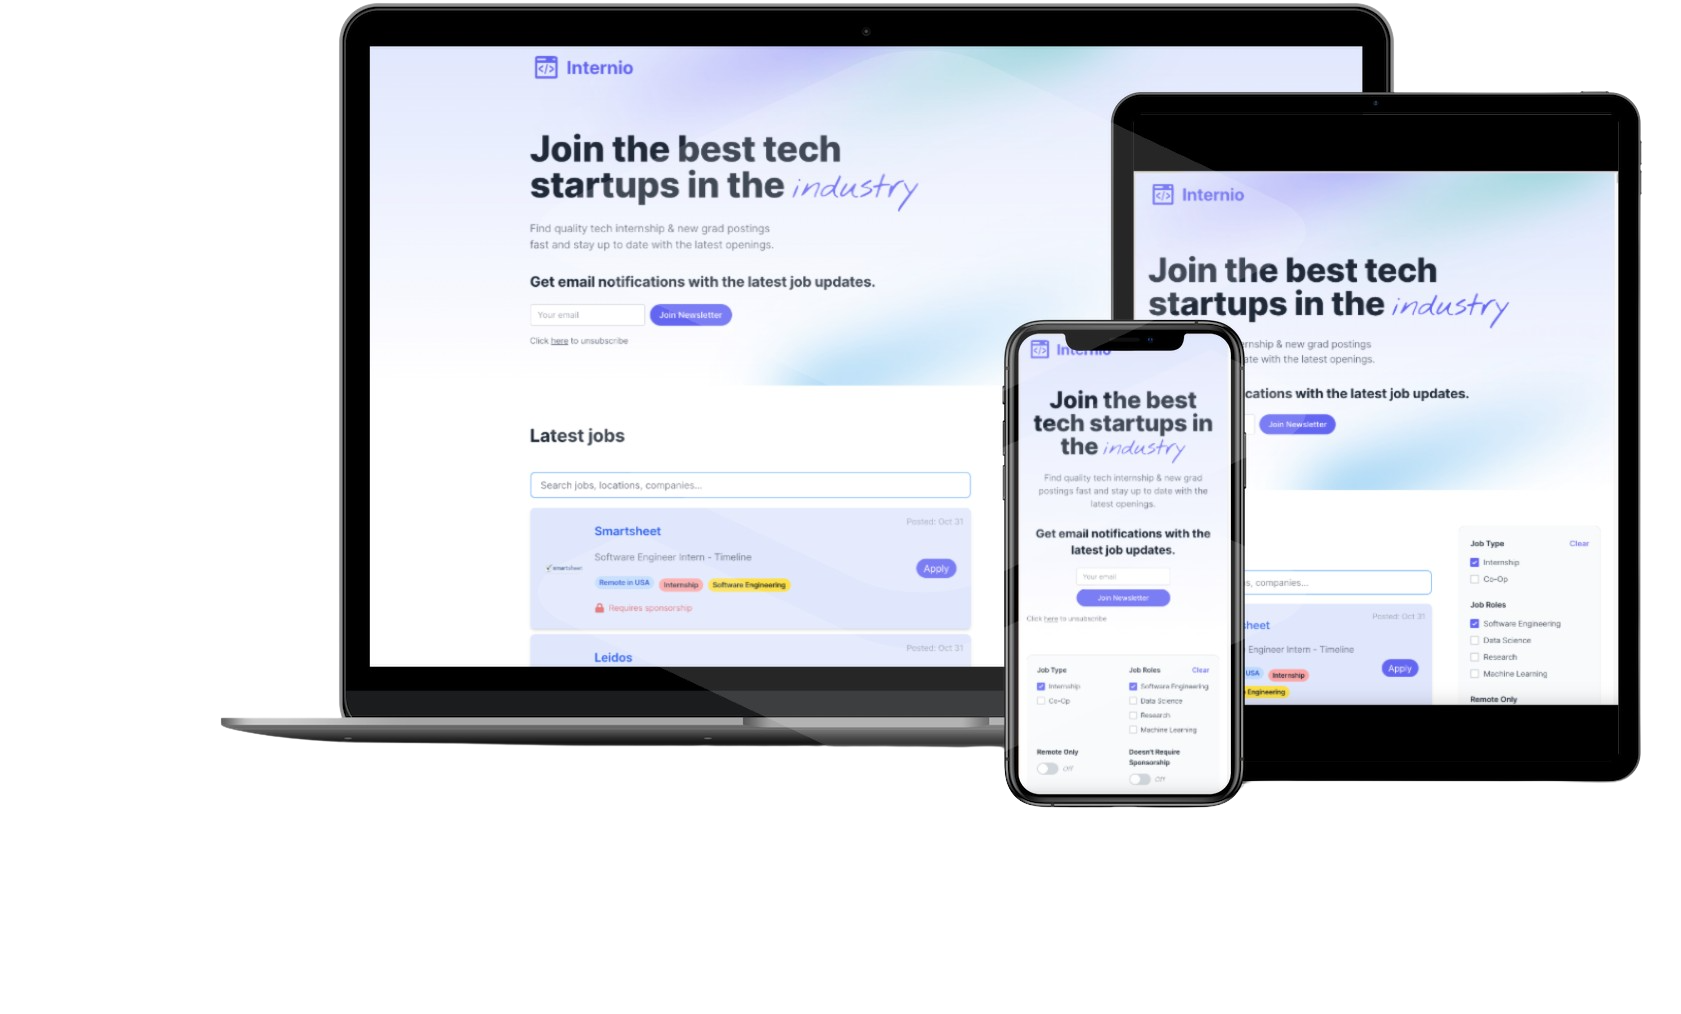 Internio
Join the best tech
startups in the industry
Find quality tech internship & new grad postings
fast and stay up to date with the latest openings.
Get email notifications with the latest job updates.
Your email
Join Newsletter
Click here to unsubscribe
Latest jobs
Search jobs, locations, companies...
Posted: Oct 31
Smartsheet
smartsheet
Software Engineer Intern - Timeline
Apply
Remote in USA Internship Software Engineering
Requires sponsorship
Posted: Oct 31
Leidos
Internio
Join the best
tech startups in
the industry
Find quality tech internship & new grad
postings fast and stay up to date with the
latest openings.
Get email notifications with the
latest job updates.
Your email
Join Newsletter
Click here to unsubscribe
Job Type
Internship
Co-Op
Job Roles Clear
Software Engineering
Data Science
Research
Machine Learning
Remote Only
Off
Doesn't Require
Sponsorship
Off
Internio
Join the best tech
startups in the industry
rnship & new grad postings
ate with the latest openings.
cations with the latest job updates.
Join Newsletter
s, companies...
Posted: Oct 31
heet
Engineer Intern - Timeline
Apply
USA Internship
Engineering
Job Type Clear
Internship
Co-Op
Job Roles
Software Engineering
Data Science
Research
Machine Learning
Remote Only